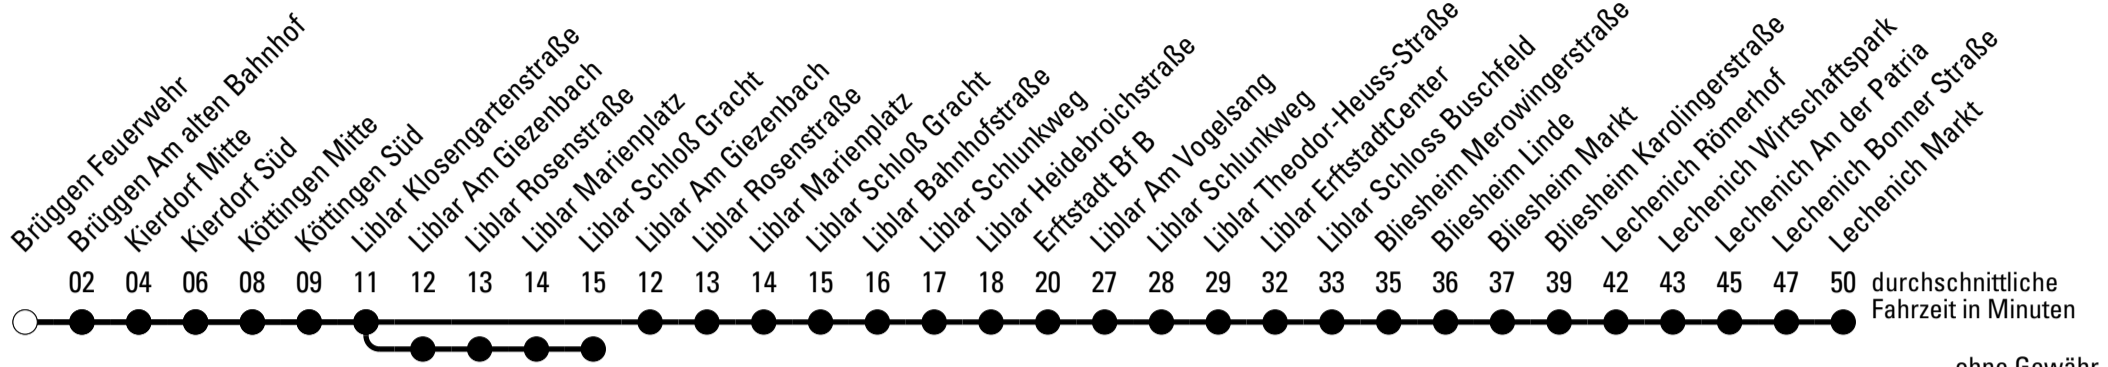 Brüggen Feuerwehr
Brüggen Am alten Bahnhof
Kierdorf Mitte
Kierdorf Süd
Köttingen Mitte
Köttingen Süd
Liblar Klosengartenstraße
Liblar Am Giezenbach
Liblar Rosenstraße
Liblar Marienplatz
Liblar Schloß Gracht
Liblar Am Giezenbach
Liblar Rosenstraße
Liblar Marienplatz
Liblar Schloß Gracht
Liblar Bahnhofstraße
Liblar Schlunkweg
Liblar Heidebroichstraße
Erftstadt Bf B
Liblar Am Vogelsang
Liblar Schlunkweg
Liblar Theodor-Heuss-Straße
Liblar ErftstadtCenter
Liblar Schloss Buschfeld
Bliesheim Merowingerstraße
Bliesheim Linde
Bliesheim Markt
Bliesheim Karolingerstraße
Lechenich Römerhof
Lechenich Wirtschaftspark
Lechenich An der Patria
Lechenich Bonner Straße
Lechenich Markt
02 04 06 08 09 11 12 13 14 15 12 13 14 15 16 17 18 20 27 28 29 32 33 35 36 37 39 42 43 45 47 50 durchschnittliche
Fahrzeit in Minuten
ohne Gewähr